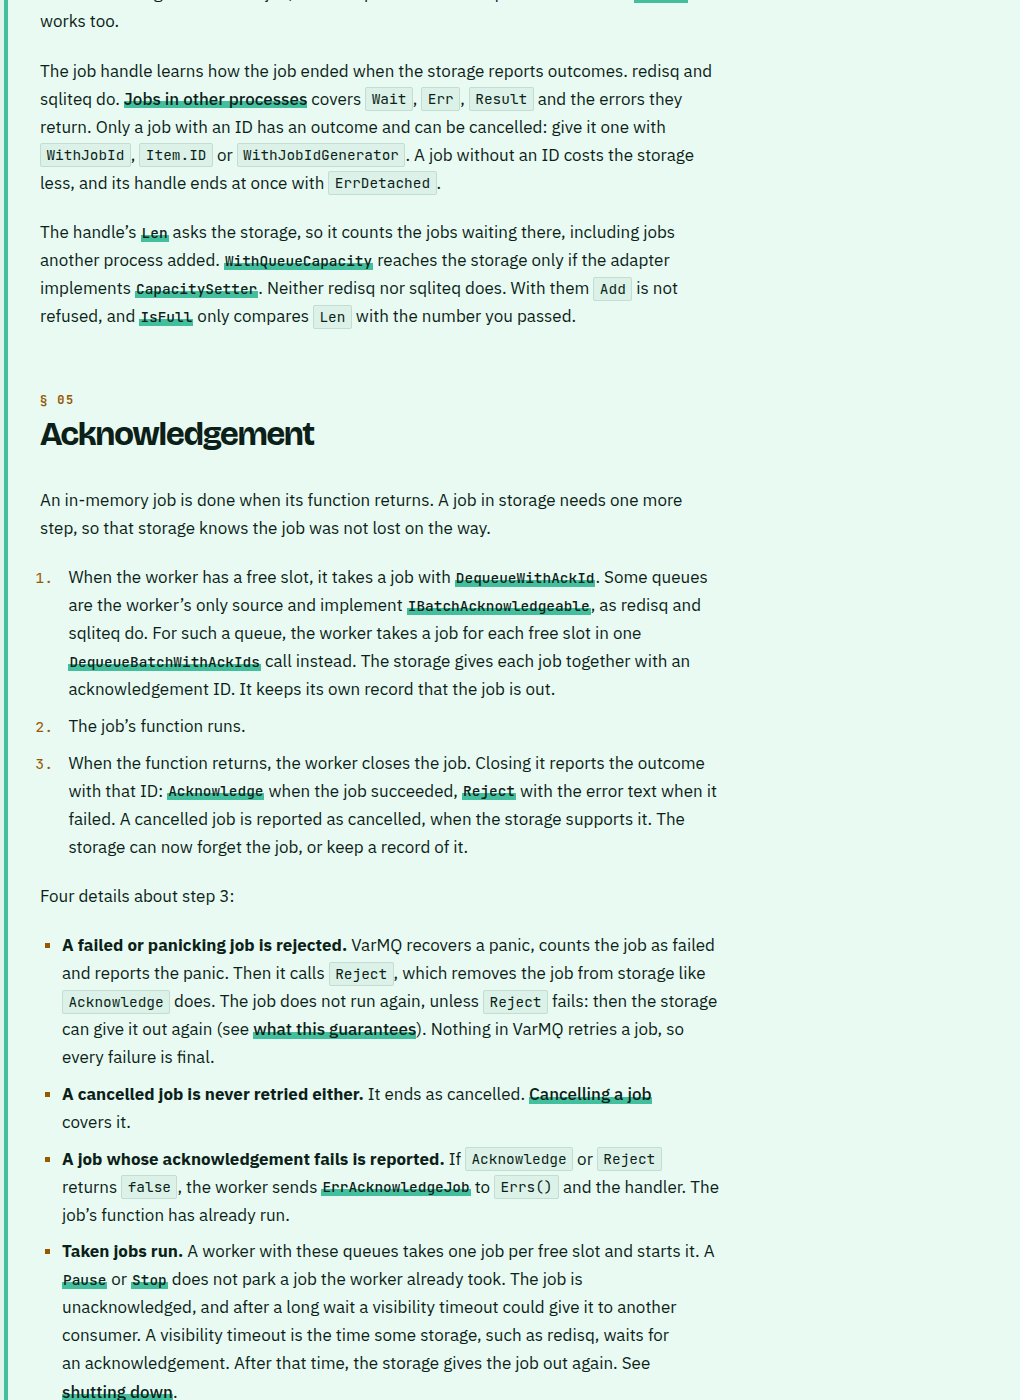 works too.
The job handle learns how the job ended when the storage reports outcomes. redisq and
sqliteq do. Jobs in other processes covers Wait, Err, Result and the errors they
return. Only a job with an ID has an outcome and can be cancelled: give it one with
WithJobId, Item.ID or WithJobIdGenerator. A job without an ID costs the storage
less, and its handle ends at once with ErrDetached.
The handle’s Len asks the storage, so it counts the jobs waiting there, including jobs
another process added. WithQueueCapacity reaches the storage only if the adapter
implements CapacitySetter. Neither redisq nor sqliteq does. With them Add is not
refused, and IsFull only compares Len with the number you passed.
§ 05
Acknowledgement
An in-memory job is done when its function returns. A job in storage needs one more
step, so that storage knows the job was not lost on the way.
1. When the worker has a free slot, it takes a job with DequeueWithAckId. Some queues
are the worker’s only source and implement IBatchAcknowledgeable, as redisq and
sqliteq do. For such a queue, the worker takes a job for each free slot in one
DequeueBatchWithAckIds call instead. The storage gives each job together with an
acknowledgement ID. It keeps its own record that the job is out.
2. The job’s function runs.
3. When the function returns, the worker closes the job. Closing it reports the outcome
with that ID: Acknowledge when the job succeeded, Reject with the error text when it
failed. A cancelled job is reported as cancelled, when the storage supports it. The
storage can now forget the job, or keep a record of it.
Four details about step 3:
A failed or panicking job is rejected. VarMQ recovers a panic, counts the job as failed
and reports the panic. Then it calls Reject, which removes the job from storage like
Acknowledge does. The job does not run again, unless Reject fails: then the storage
can give it out again (see what this guarantees). Nothing in VarMQ retries a job, so
every failure is final.
A cancelled job is never retried either. It ends as cancelled. Cancelling a job
covers it.
A job whose acknowledgement fails is reported. If Acknowledge or Reject
returns false, the worker sends ErrAcknowledgeJob to Errs() and the handler. The
job’s function has already run.
Taken jobs run. A worker with these queues takes one job per free slot and starts it. A
Pause or Stop does not park a job the worker already took. The job is
unacknowledged, and after a long wait a visibility timeout could give it to another
consumer. A visibility timeout is the time some storage, such as redisq, waits for
an acknowledgement. After that time, the storage gives the job out again. See
shutting down.